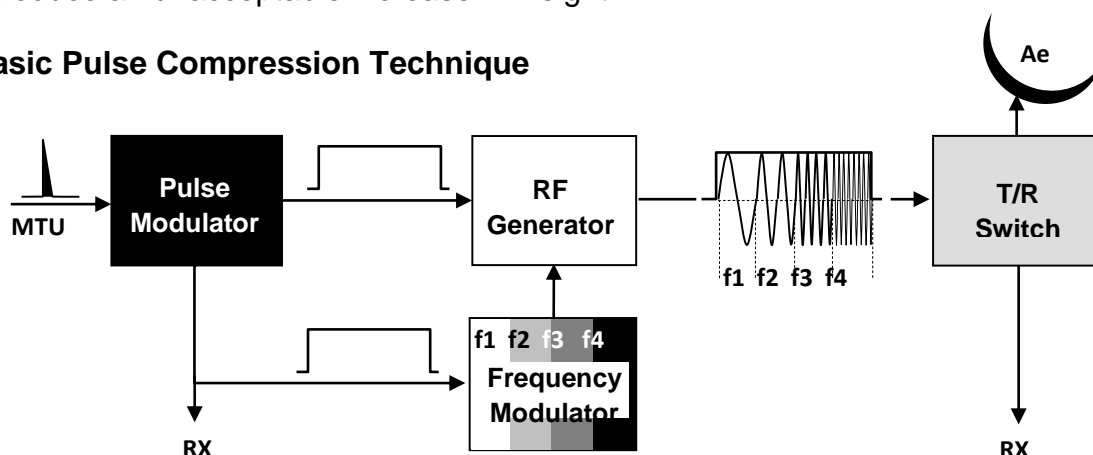 asic Pulse Compression Technique
Ae
MTU
Pulse
Modulator
RF
Generator
T/R
Switch
f1 f2 f3 f4
f1 f2 f3 f4
Frequency
Modulator
RX
RX